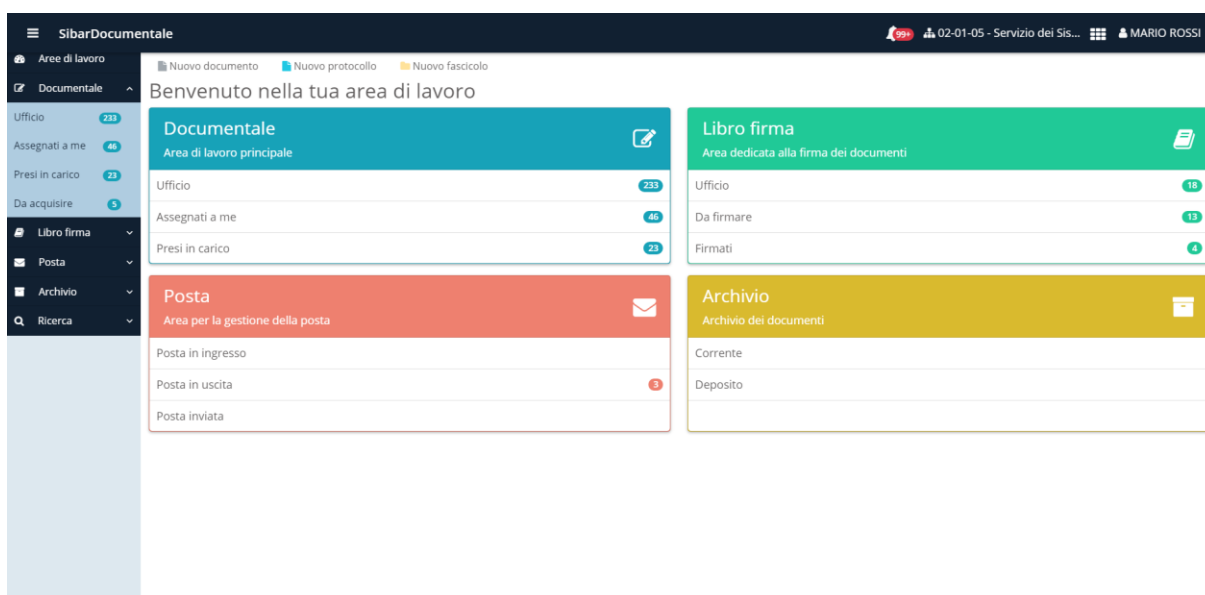 SibarDocumentale
99+
02-01-05 - Servizio dei Sis...
MARIO ROSSI
Aree di lavoro
Documentale
Ufficio 233
Assegnati a me 46
Presi in carico 23
Da acquisire 5
Libro firma
Posta
Archivio
Ricerca
Nuovo documento Nuovo protocollo Nuovo fascicolo
Benvenuto nella tua area di lavoro
Documentale
Area di lavoro principale
Ufficio 233
Assegnati a me 46
Presi in carico 23
Libro firma
Area dedicata alla firma dei documenti
Ufficio 18
Da firmare 13
Firmati 4
Posta
Area per la gestione della posta
Posta in ingresso
Posta in uscita 3
Posta inviata
Archivio
Archivio dei documenti
Corrente
Deposito